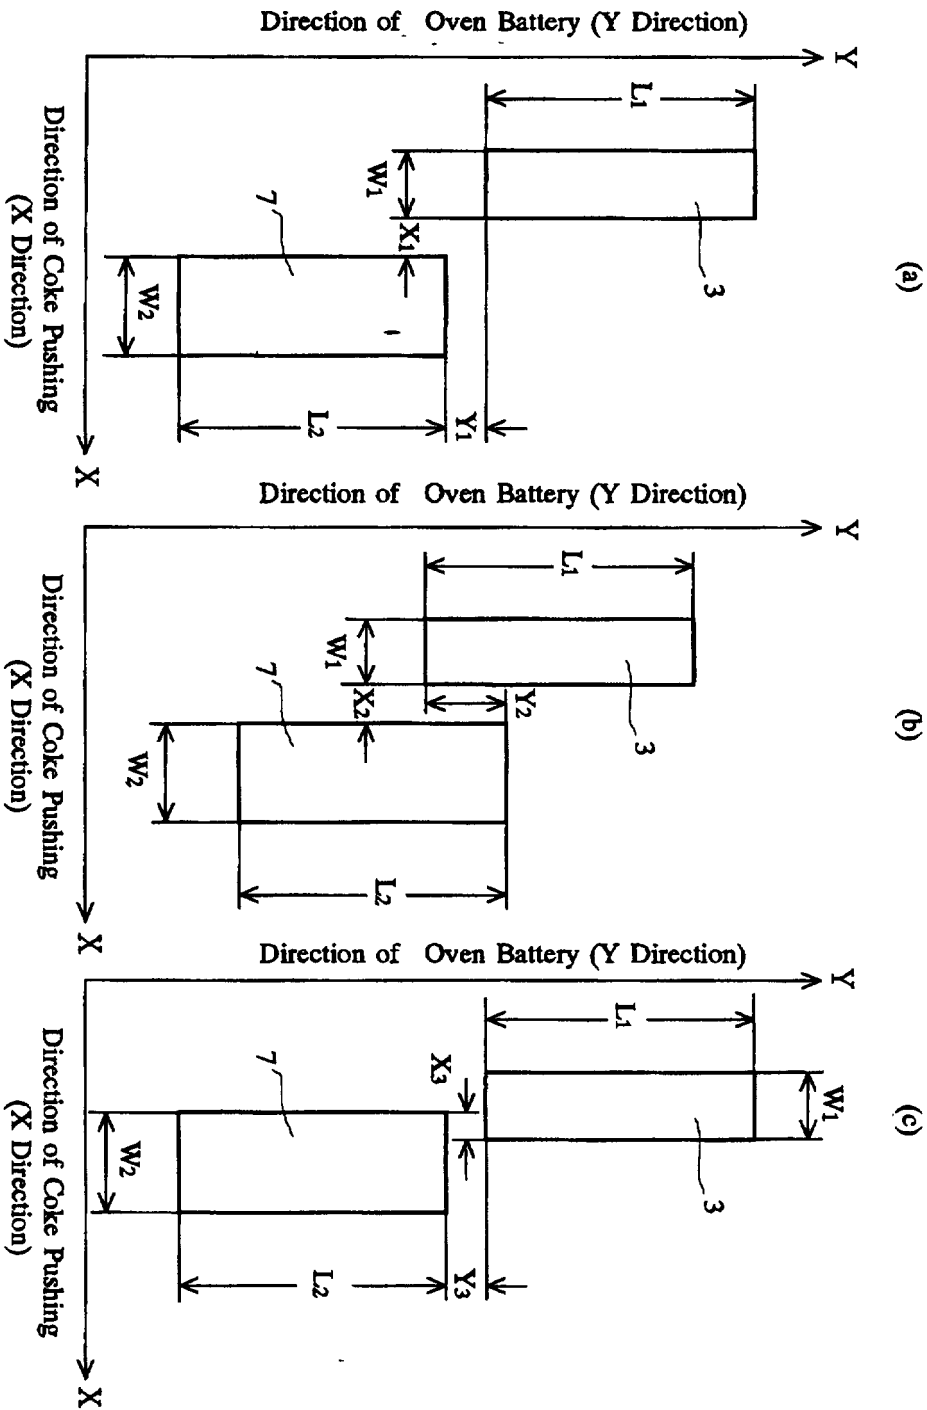 (a)
Direction of Oven Battery (Y Direction)
Y
L1
W1
X1
3
7
W2
L2
Y1
X
Direction of Coke Pushing
(X Direction)
(b)
Direction of Oven Battery (Y Direction)
Y
L1
W1
X2
Y2
3
7
W2
L2
X
Direction of Coke Pushing
(X Direction)
(c)
Direction of Oven Battery (Y Direction)
Y
L1
W1
X3
3
7
W2
L2
Y3
X
Direction of Coke Pushing
(X Direction)